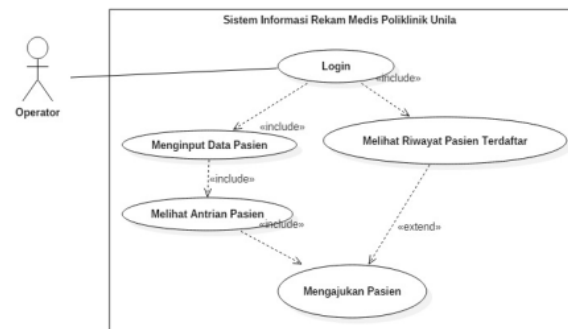 Sistem Informasi Rekam Medis Poliklinik Unila
Login
Operator
«include»
«include»
Menginput Data Pasien
Melihat Riwayat Pasien Terdaftar
«include»
Melihat Antrian Pasien
«include»
«extend»
Mengajukan Pasien